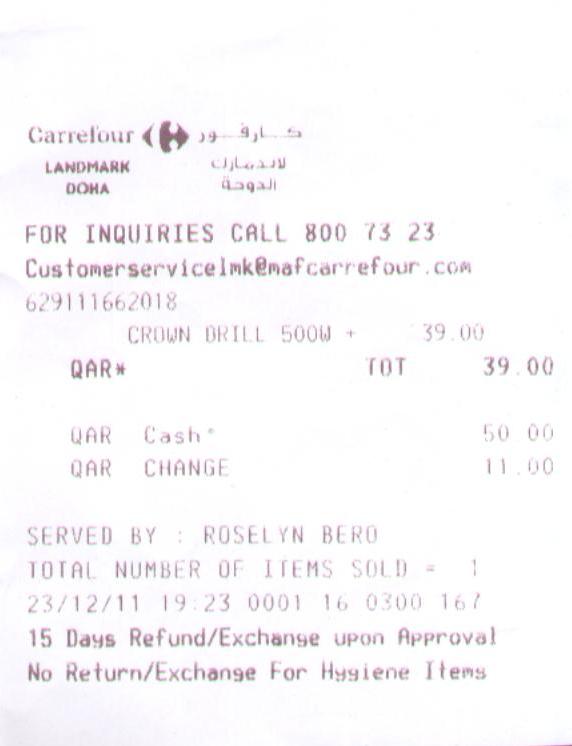 Carrefour كارفور
LANDMARK لاندمارك
DOHA الدوحة
FOR INQUIRIES CALL 800 73 23
Customerservicelmk@mafcarrefour.com
629111662018
CROWN DRILL 500W + 39.00
QAR* TOT 39.00
QAR Cash* 50.00
QAR CHANGE 11.00
SERVED BY : ROSELYN BERO
TOTAL NUMBER OF ITEMS SOLD = 1
23/12/11 19:23 0001 16 0300 167
15 Days Refund/Exchange upon Approval
No Return/Exchange For Hygiene Items